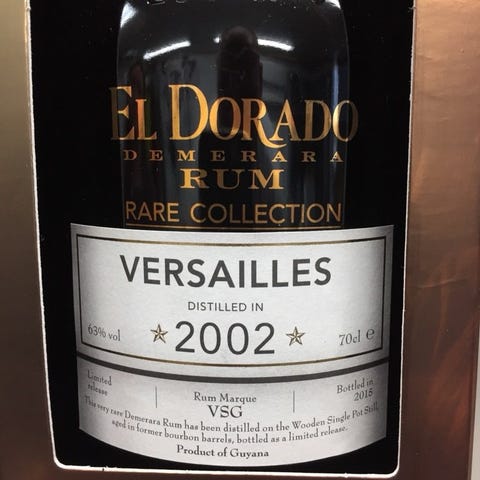 EL DORADO
DEMERARA
RUM
RARE COLLECTION
VERSAILLES
DISTILLED IN
63% vol 2002 70cl e
Limited release
Rum Marque
VSG
Bottled in
2015
This very rare Demerara Rum has been distilled on the Wooden Single Pot Still,
aged in former bourbon barrels, bottled as a limited release.
Product of Guyana